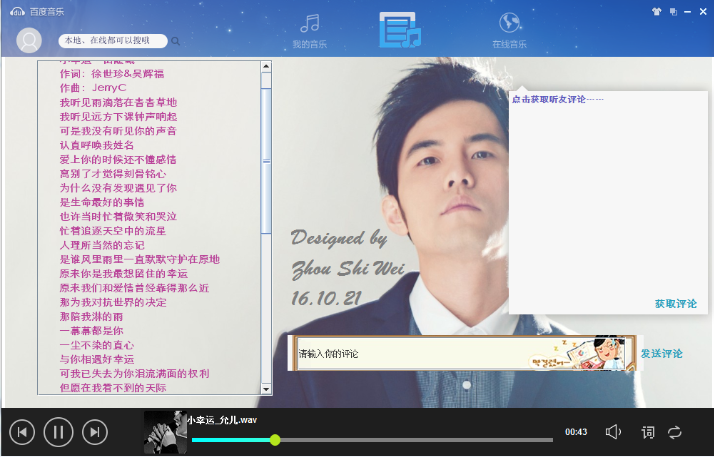 百度音乐
本地、在线都可以搜呗
我的音乐
在线音乐
作词：徐世珍&吴辉福
作曲：JerryC
我听见雨滴落在青青草地
我听见远方下课钟声响起
可是我没有听见你的声音
认真呼唤我姓名
爱上你的时候还不懂感情
离别了才觉得刻骨铭心
为什么没有发现遇见了你
是生命最好的事情
也许当时忙着微笑和哭泣
忙着追逐天空中的流星
人理所当然的忘记
是谁风里雨里一直默默守护在原地
原来你是我最想留住的幸运
原来我们和爱情曾经靠得那么近
那为我对抗世界的决定
那陪我淋的雨
一幕幕都是你
一尘不染的真心
与你相遇好幸运
可我已失去为你泪流满面的权利
但愿在我看不到的天际
Designed by
Zhou Shi Wei
16.10.21
点击获取听友评论……
获取评论
请输入你的评论
发送评论
小幸运_允儿.wav
00:43
词